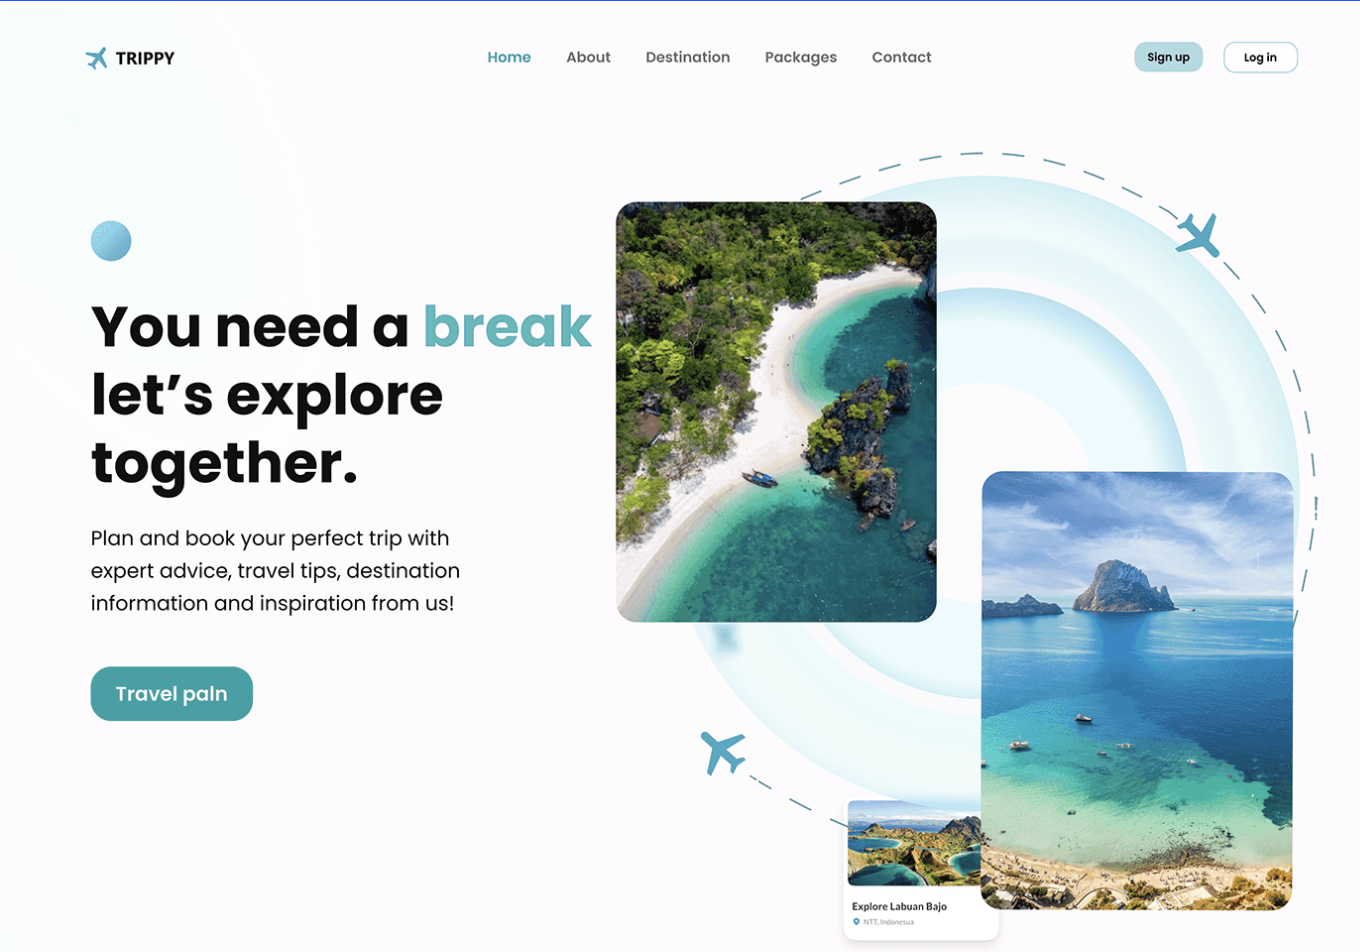 TRIPPY
Home About Destination Packages Contact
Sign up Log in
You need a break
let’s explore
together.
Plan and book your perfect trip with
expert advice, travel tips, destination
information and inspiration from us!
Travel paln
Explore Labuan Bajo
NTT, Indonesua